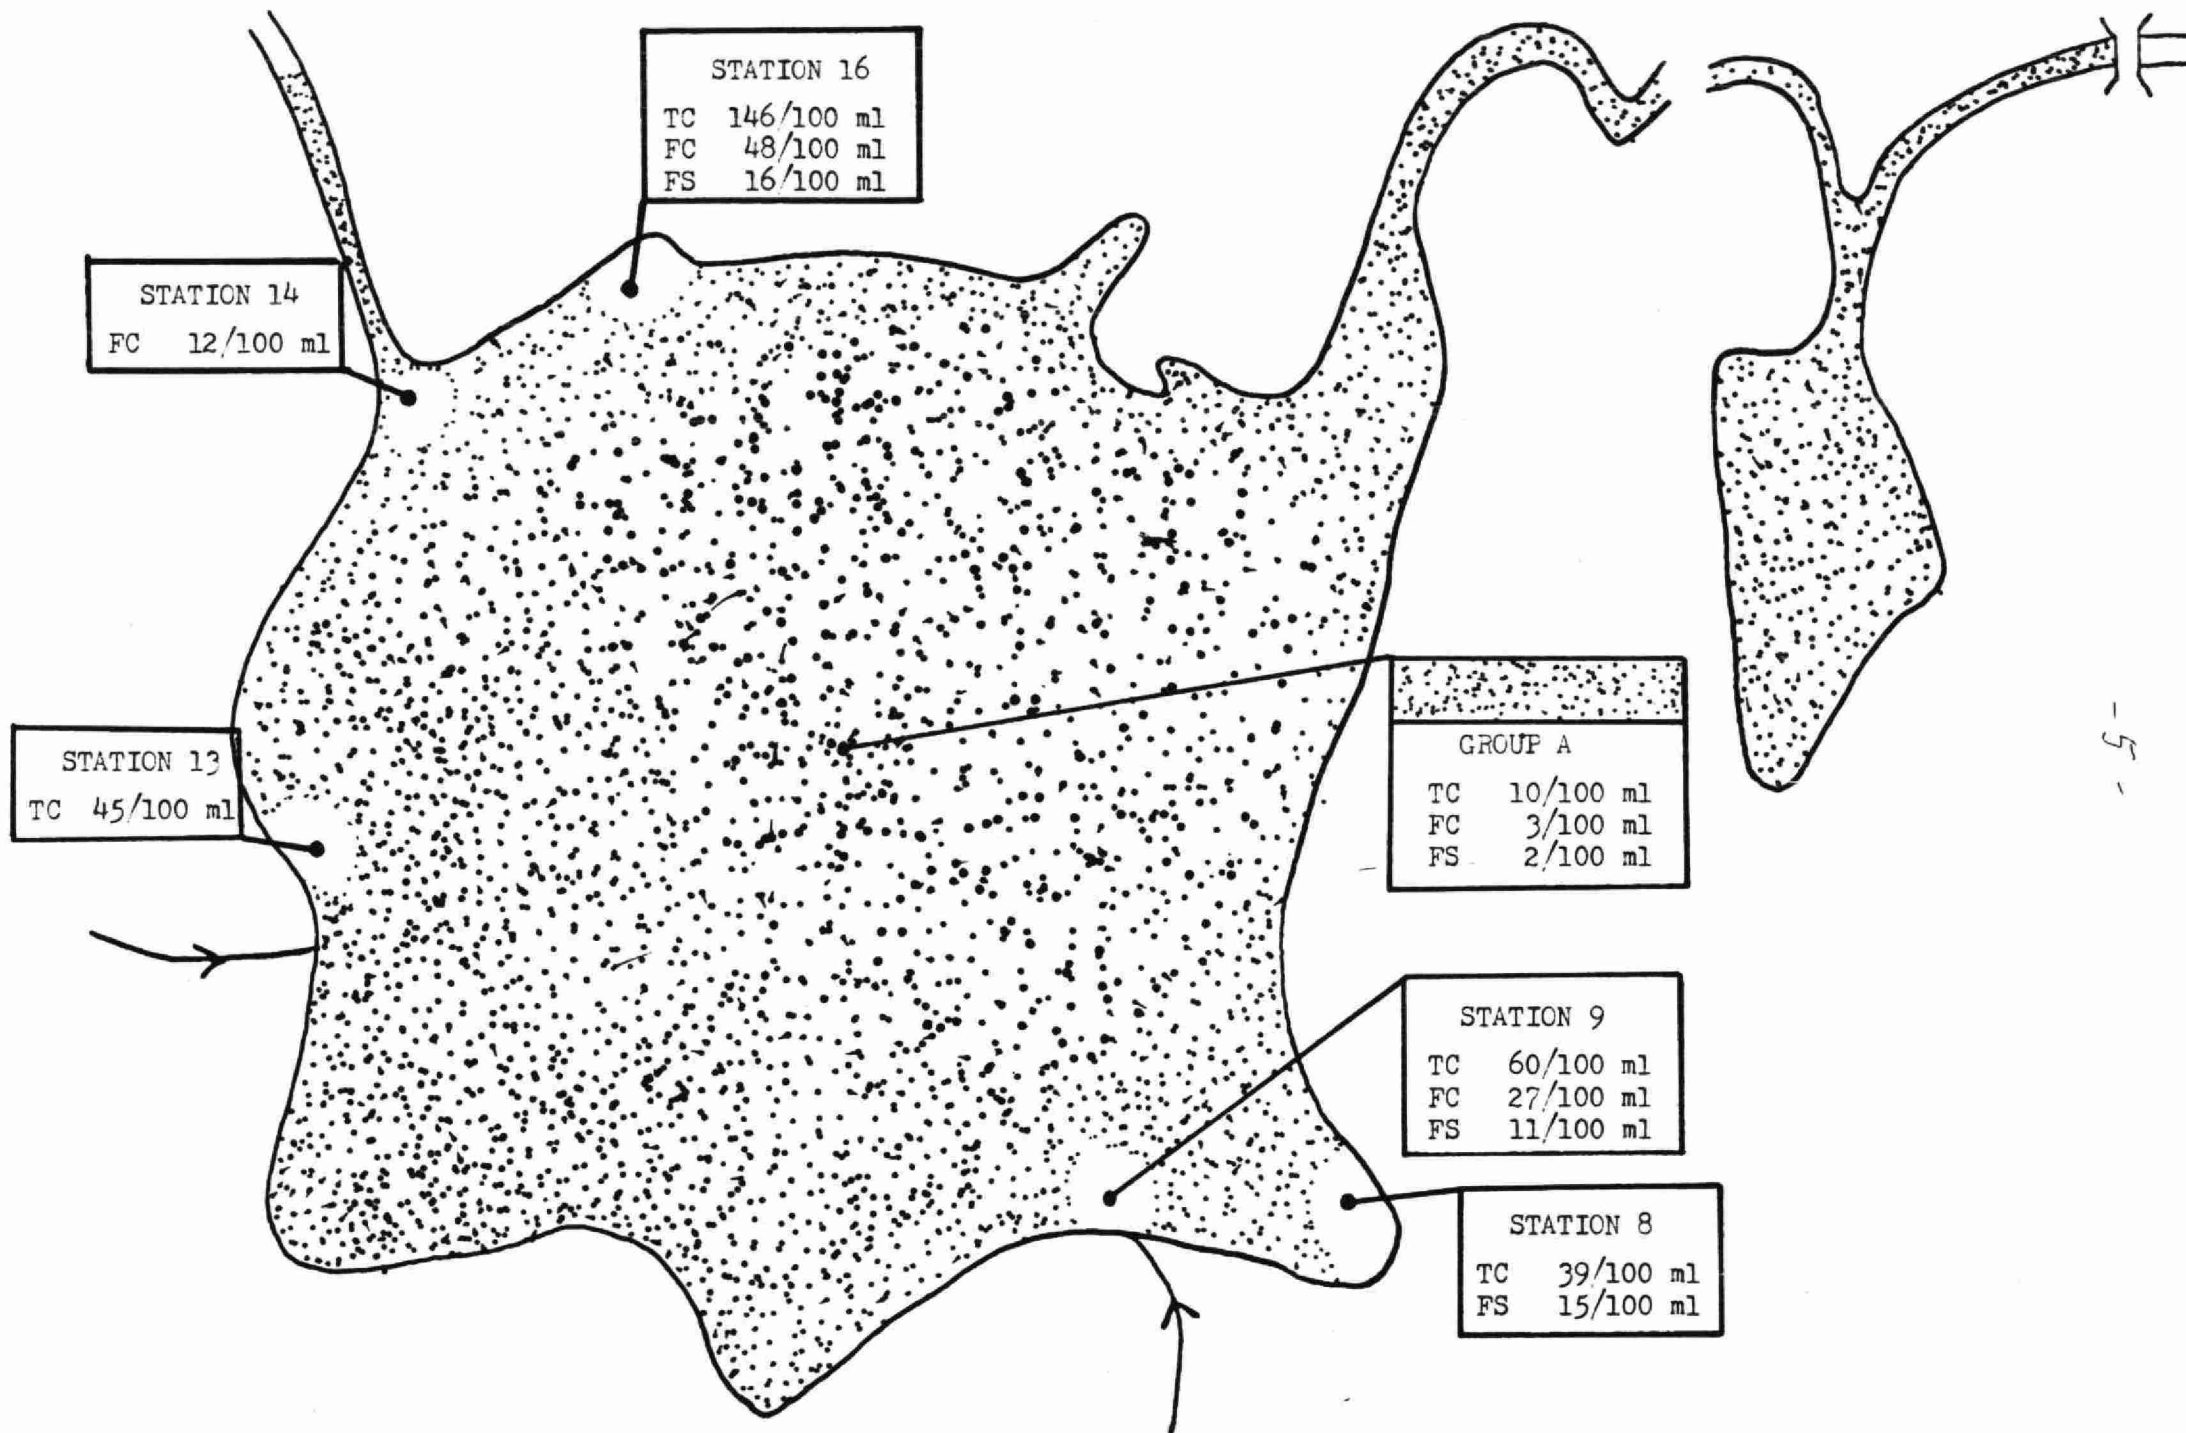 STATION 16
TC 146/100 ml
FC 48/100 ml
FS 16/100 ml
STATION 14
FC 12/100 ml
STATION 13
TC 45/100 ml
GROUP A
TC 10/100 ml
FC 3/100 ml
FS 2/100 ml
STATION 9
TC 60/100 ml
FC 27/100 ml
FS 11/100 ml
STATION 8
TC 39/100 ml
FS 15/100 ml
- 5 -